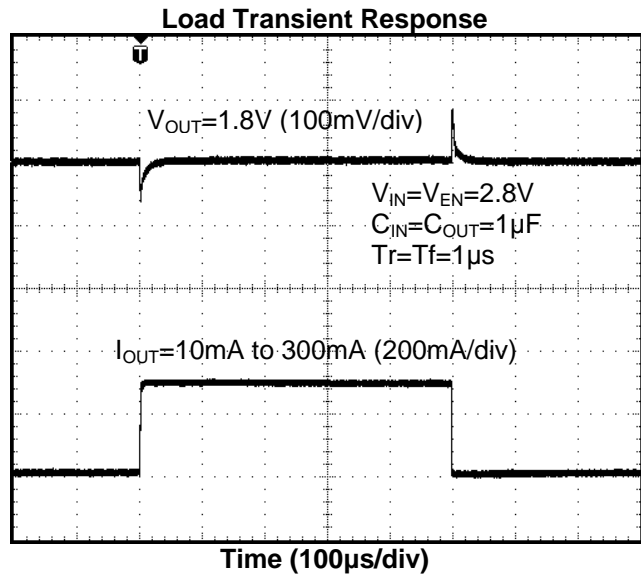 Load Transient Response
T
VOUT=1.8V (100mV/div)
VIN=VEN=2.8V
CIN=COUT=1µF
Tr=Tf=1µs
IOUT=10mA to 300mA (200mA/div)
Time (100µs/div)